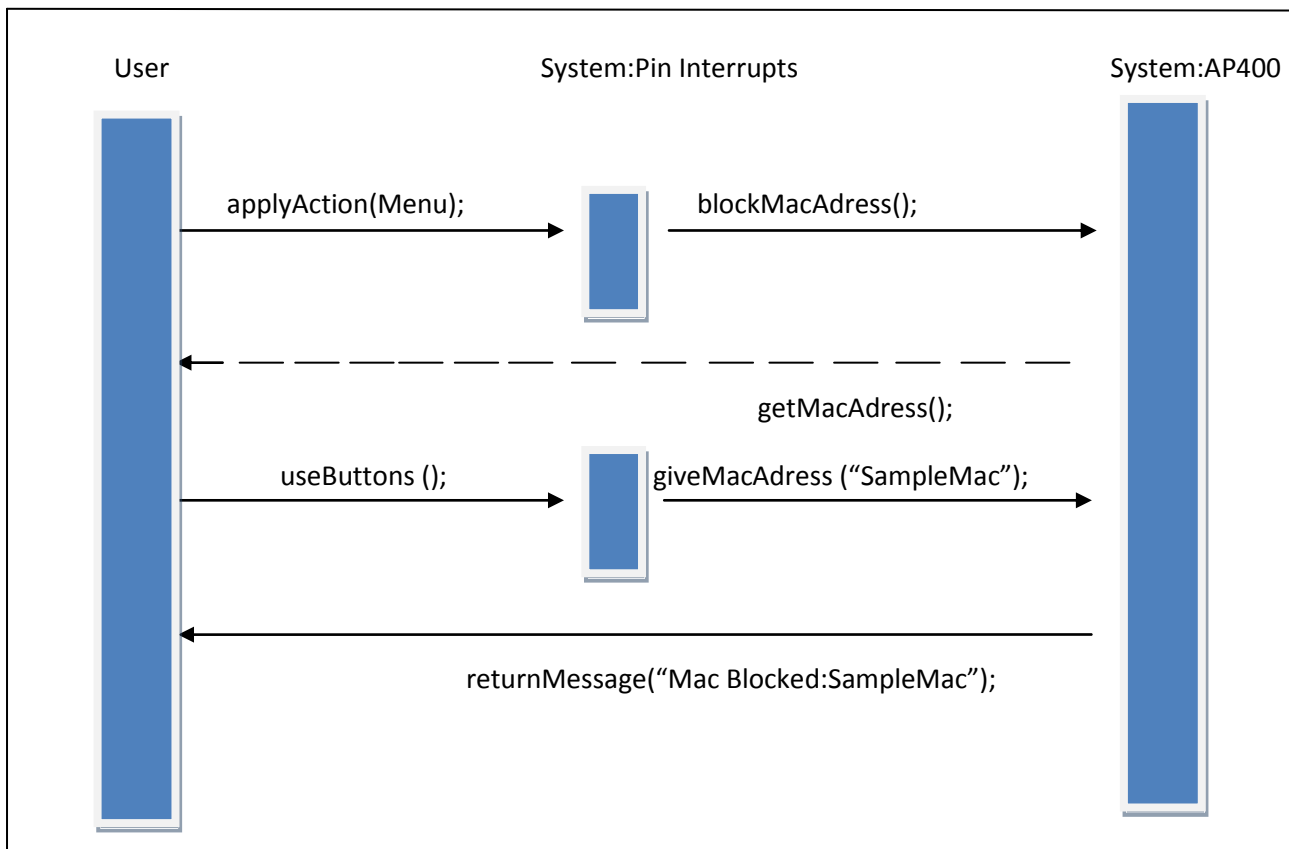 User
System:Pin Interrupts
System:AP400
applyAction(Menu);
blockMacAdress();
getMacAdress();
useButtons ();
giveMacAdress (“SampleMac”);
returnMessage(“Mac Blocked:SampleMac”);